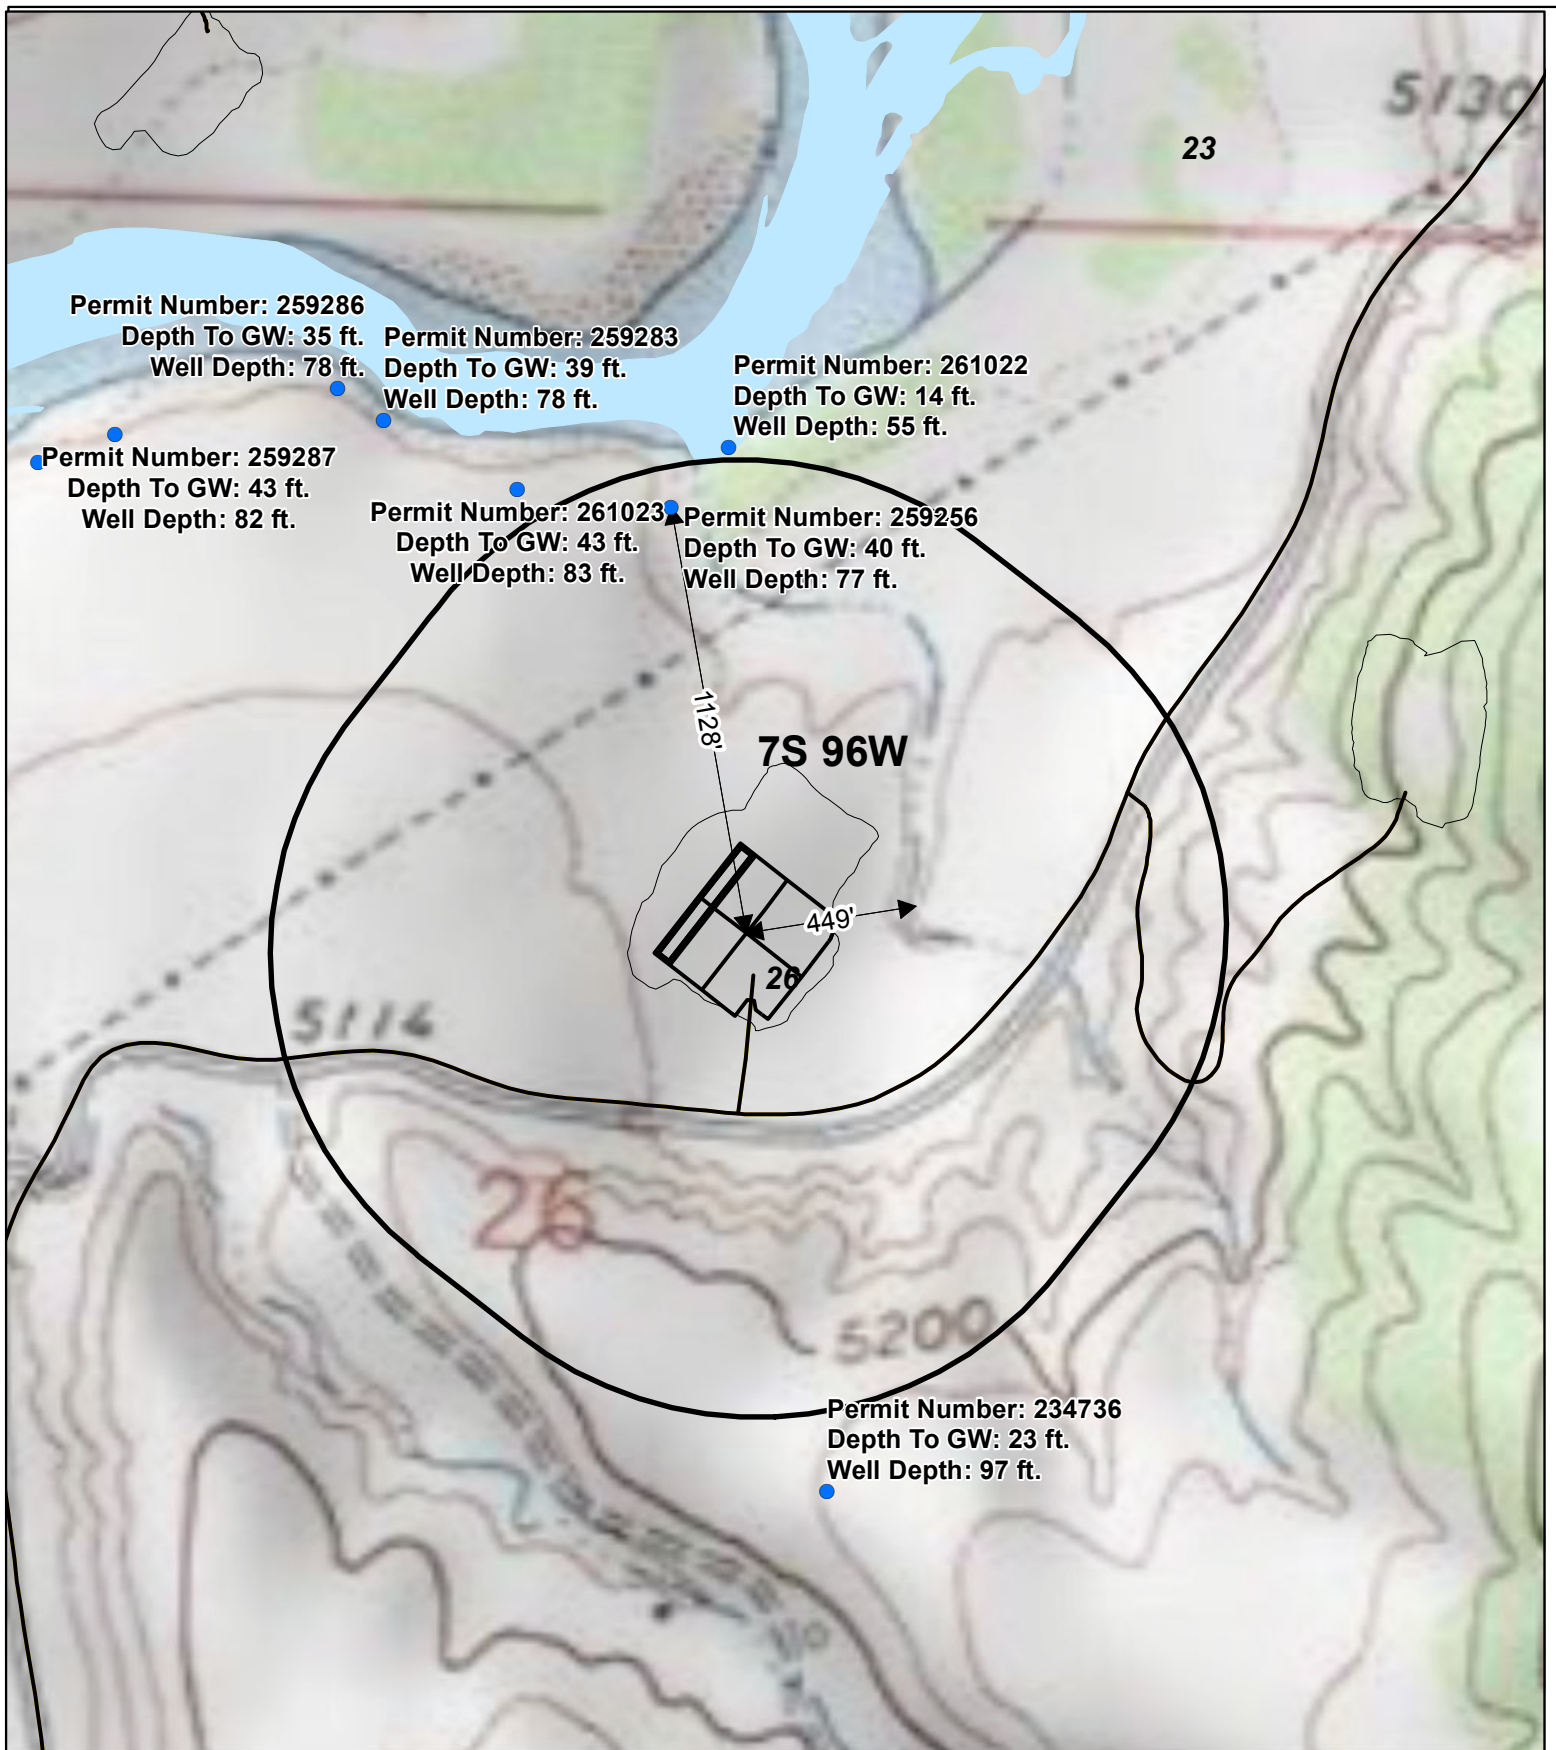 5130
23
Permit Number: 259286
Depth To GW: 35 ft.
Well Depth: 78 ft.
Permit Number: 259283
Depth To GW: 39 ft.
Well Depth: 78 ft.
Permit Number: 261022
Depth To GW: 14 ft.
Well Depth: 55 ft.
Permit Number: 259287
Depth To GW: 43 ft.
Well Depth: 82 ft.
Permit Number: 261023
Depth To GW: 43 ft.
Well Depth: 83 ft.
Permit Number: 259256
Depth To GW: 40 ft.
Well Depth: 77 ft.
1128'
7S 96W
449'
26
5114
26
5200
Permit Number: 234736
Depth To GW: 23 ft.
Well Depth: 97 ft.